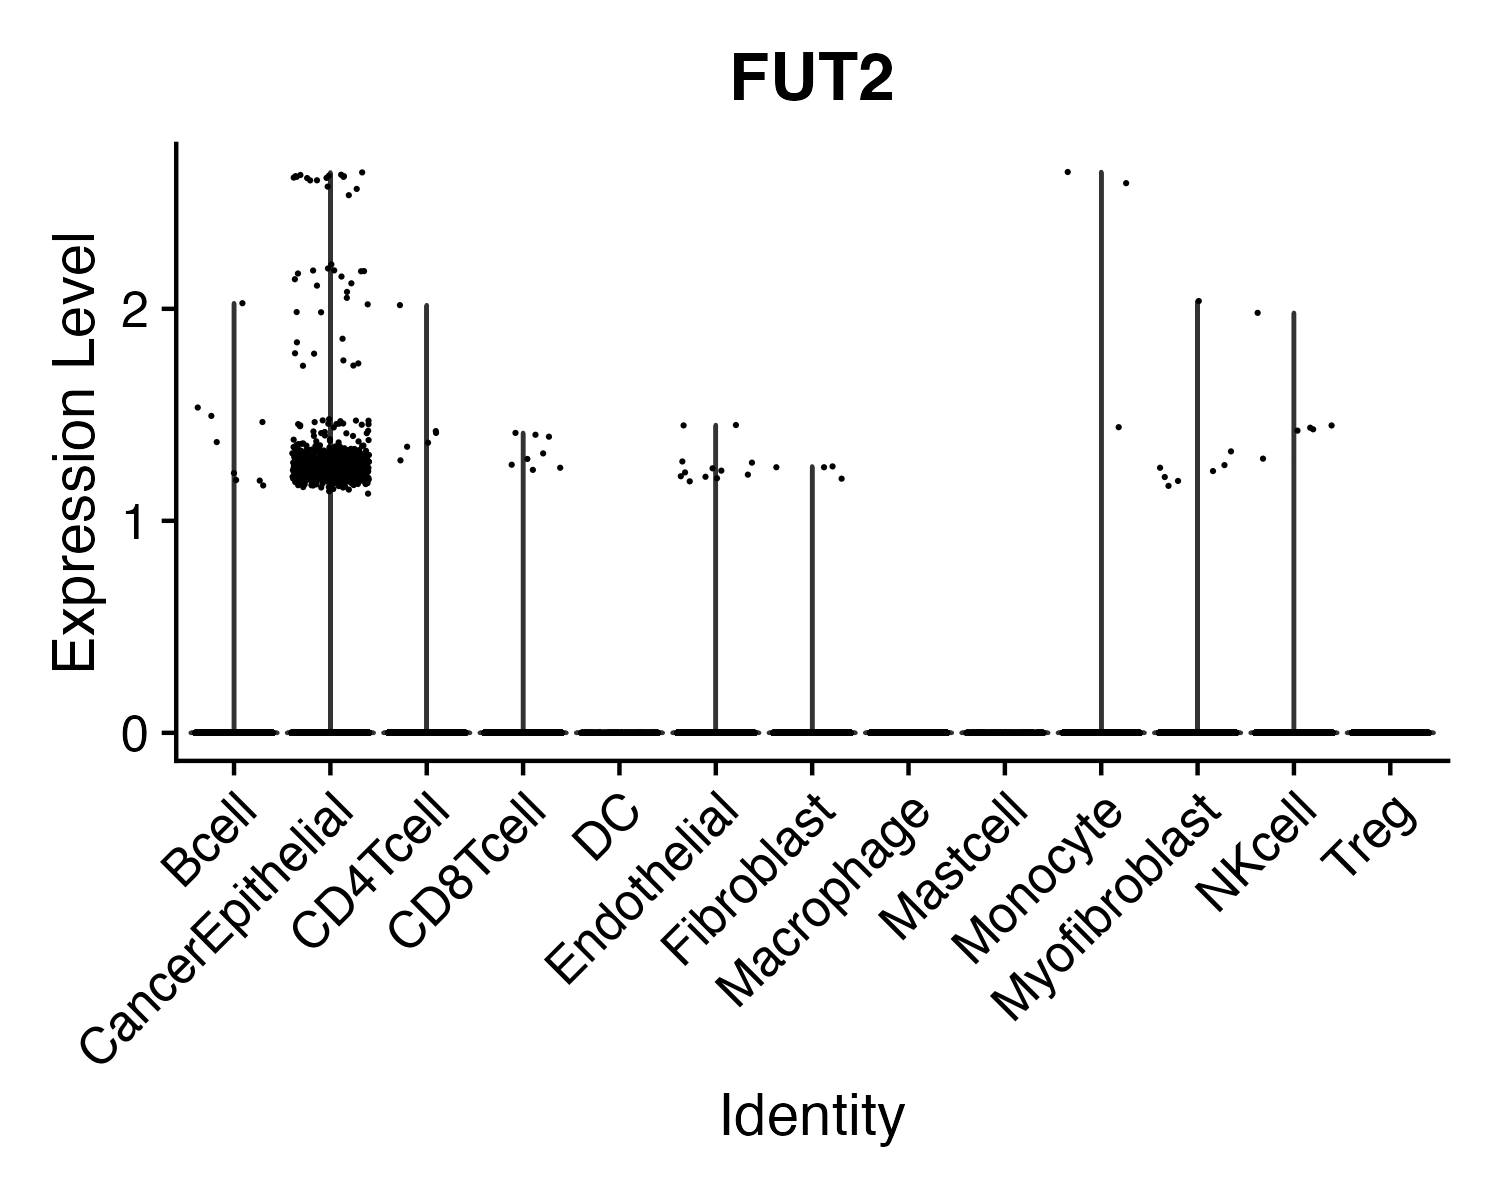 FUT2
Expression Level
2
1
0
Bcell
CancerEpithelial
CD4Tcell
CD8Tcell
DC
Endothelial
Fibroblast
Macrophage
Mastcell
Monocyte
Myofibroblast
NKcell
Treg
Identity